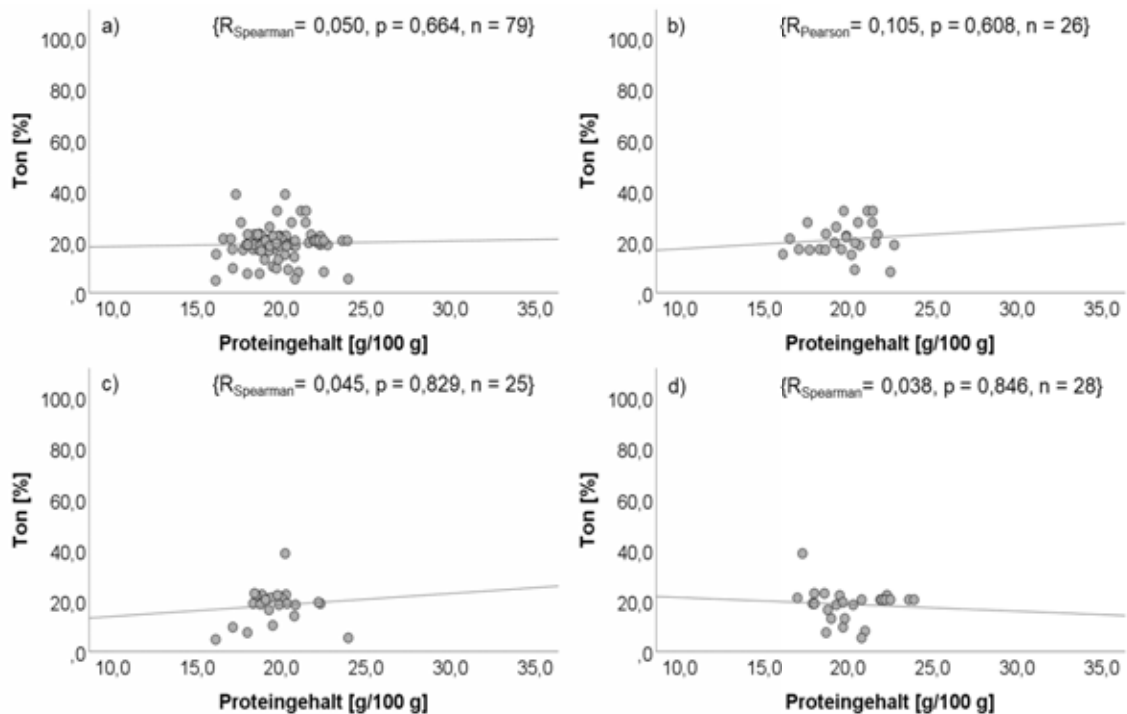 a) {R_Spearman = 0,050, p = 0,664, n = 79}
100,0
80,0
60,0
40,0
20,0
,0
Ton [%]
10,0 15,0 20,0 25,0 30,0 35,0
Proteingehalt [g/100 g]
b) {R_Pearson = 0,105, p = 0,608, n = 26}
100,0
80,0
60,0
40,0
20,0
,0
Ton [%]
10,0 15,0 20,0 25,0 30,0 35,0
Proteingehalt [g/100 g]
c) {R_Spearman = 0,045, p = 0,829, n = 25}
100,0
80,0
60,0
40,0
20,0
,0
Ton [%]
10,0 15,0 20,0 25,0 30,0 35,0
Proteingehalt [g/100 g]
d) {R_Spearman = 0,038, p = 0,846, n = 28}
100,0
80,0
60,0
40,0
20,0
,0
Ton [%]
10,0 15,0 20,0 25,0 30,0 35,0
Proteingehalt [g/100 g]